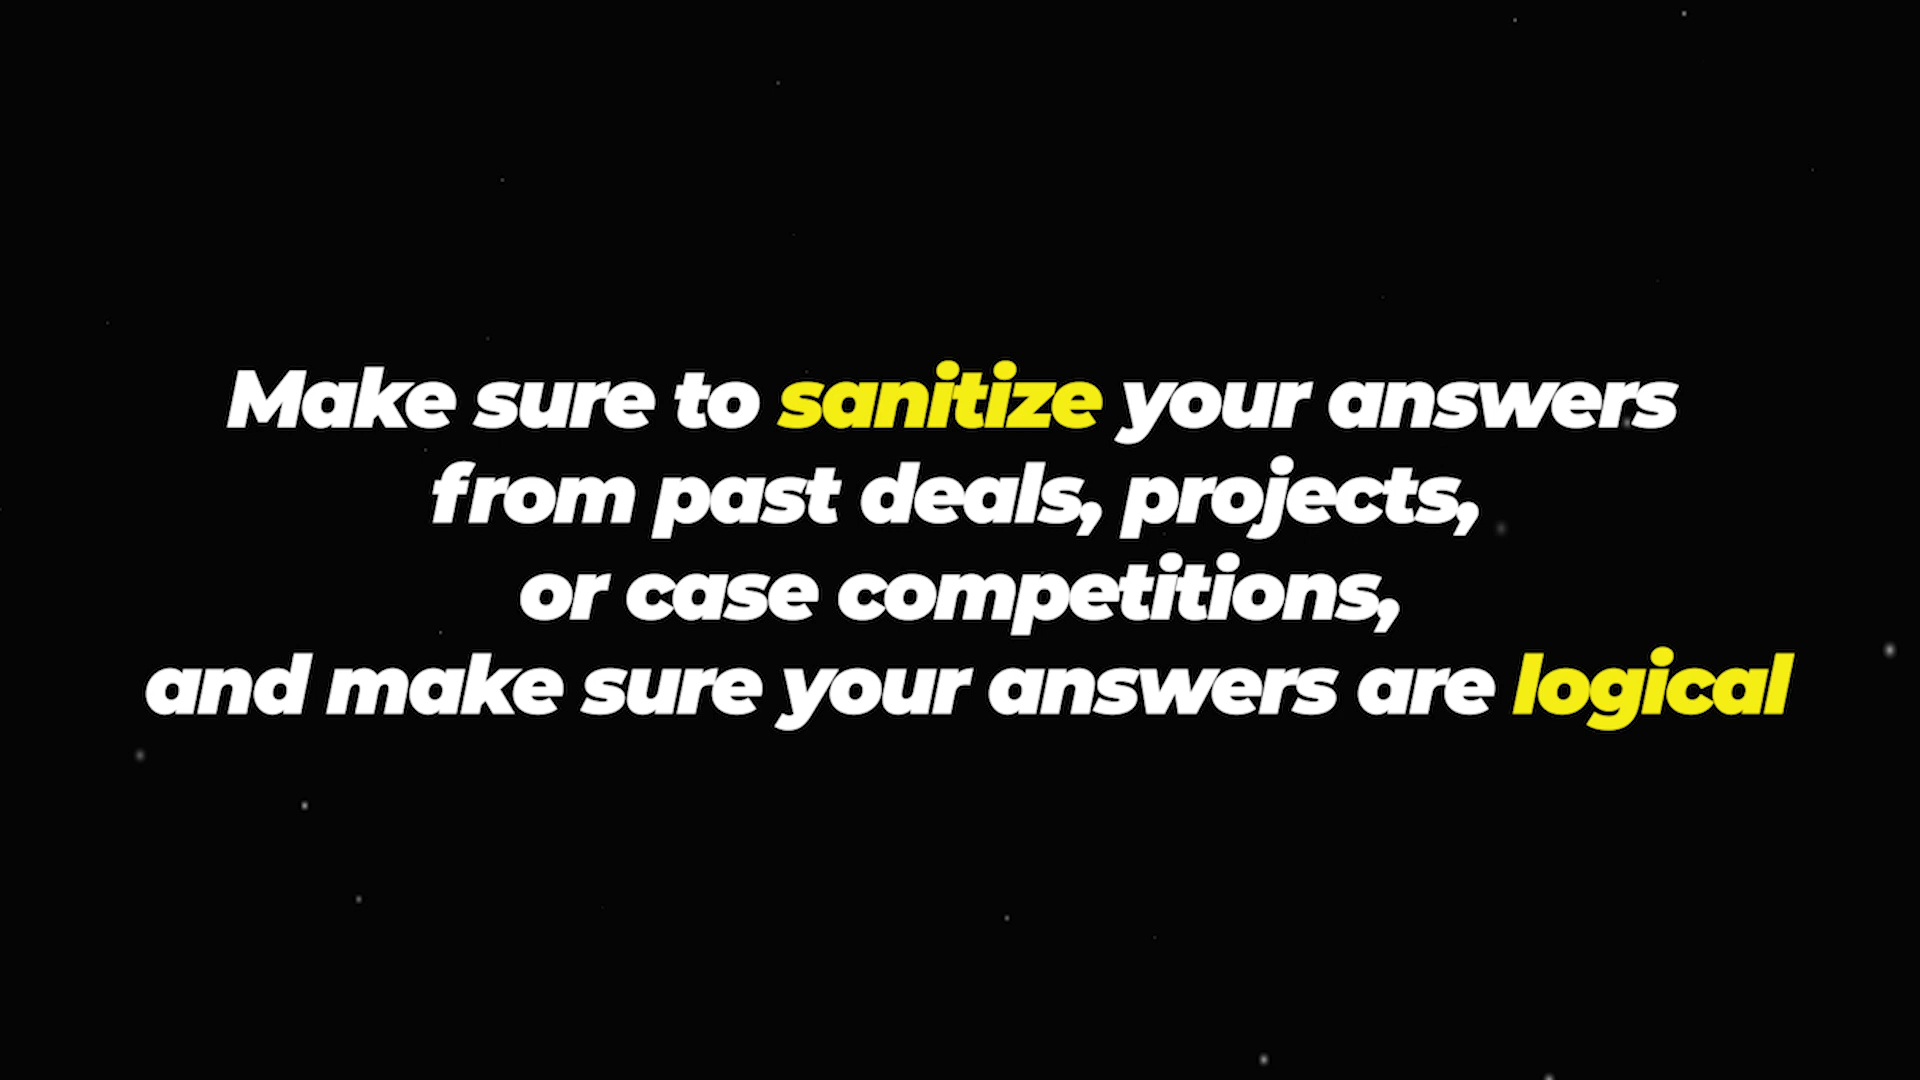 Make sure to sanitize your answers
from past deals, projects,
or case competitions,
and make sure your answers are logical